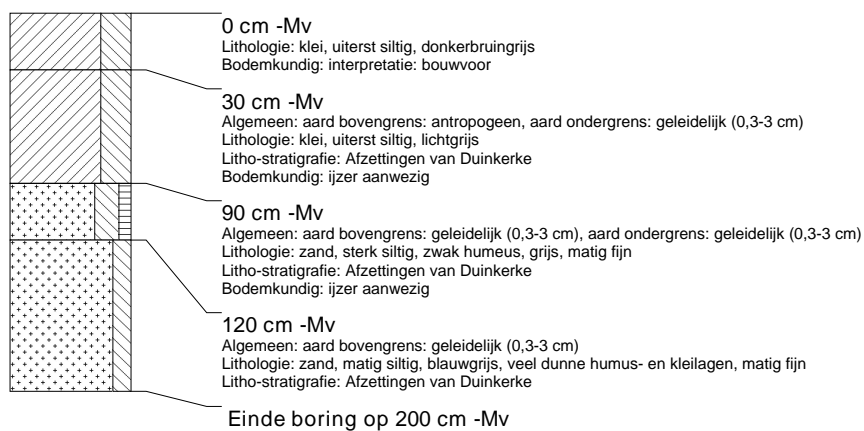 0 cm -Mv
Lithologie: klei, uiterst siltig, donkerbruingrijs
Bodemkundig: interpretatie: bouwvoor
30 cm -Mv
Algemeen: aard bovengrens: antropogeen, aard ondergrens: geleidelijk (0,3-3 cm)
Lithologie: klei, uiterst siltig, lichtgrijs
Litho-stratigrafie: Afzettingen van Duinkerke
Bodemkundig: ijzer aanwezig
90 cm -Mv
Algemeen: aard bovengrens: geleidelijk (0,3-3 cm), aard ondergrens: geleidelijk (0,3-3 cm)
Lithologie: zand, sterk siltig, zwak humeus, grijs, matig fijn
Litho-stratigrafie: Afzettingen van Duinkerke
Bodemkundig: ijzer aanwezig
120 cm -Mv
Algemeen: aard bovengrens: geleidelijk (0,3-3 cm)
Lithologie: zand, matig siltig, blauwgrijs, veel dunne humus- en kleilagen, matig fijn
Litho-stratigrafie: Afzettingen van Duinkerke
Einde boring op 200 cm -Mv